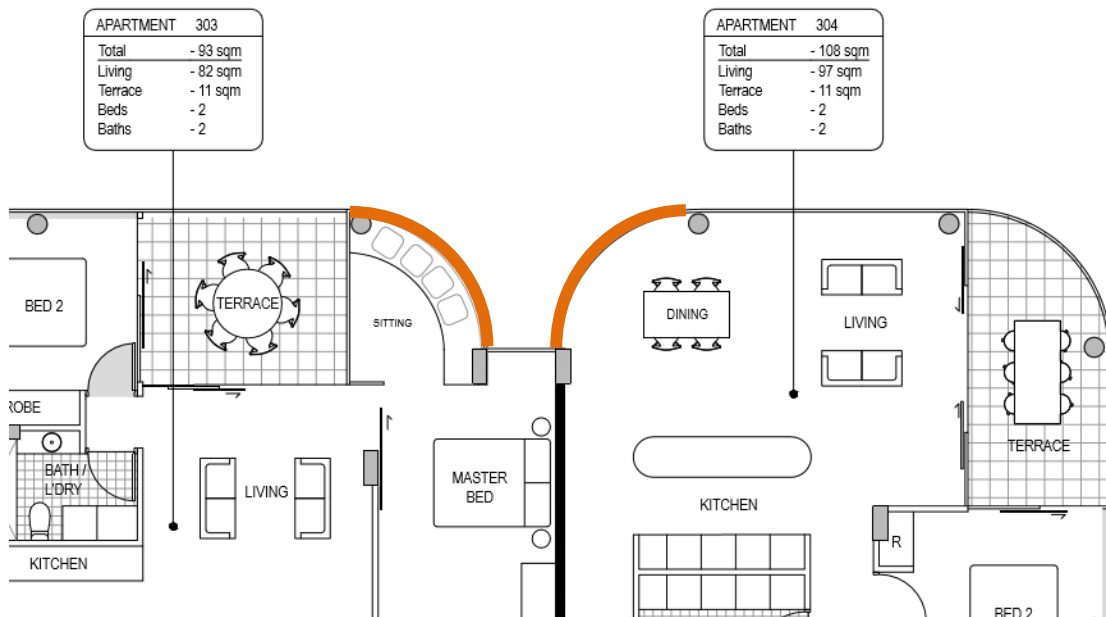 APARTMENT 303
Total - 93 sqm
Living - 82 sqm
Terrace - 11 sqm
Beds - 2
Baths - 2
APARTMENT 304
Total - 108 sqm
Living - 97 sqm
Terrace - 11 sqm
Beds - 2
Baths - 2
BED 2
TERRACE
SITTING
DINING
LIVING
ROBE
BATH /
L'DRY
LIVING
MASTER
BED
KITCHEN
TERRACE
KITCHEN
R
BED 2